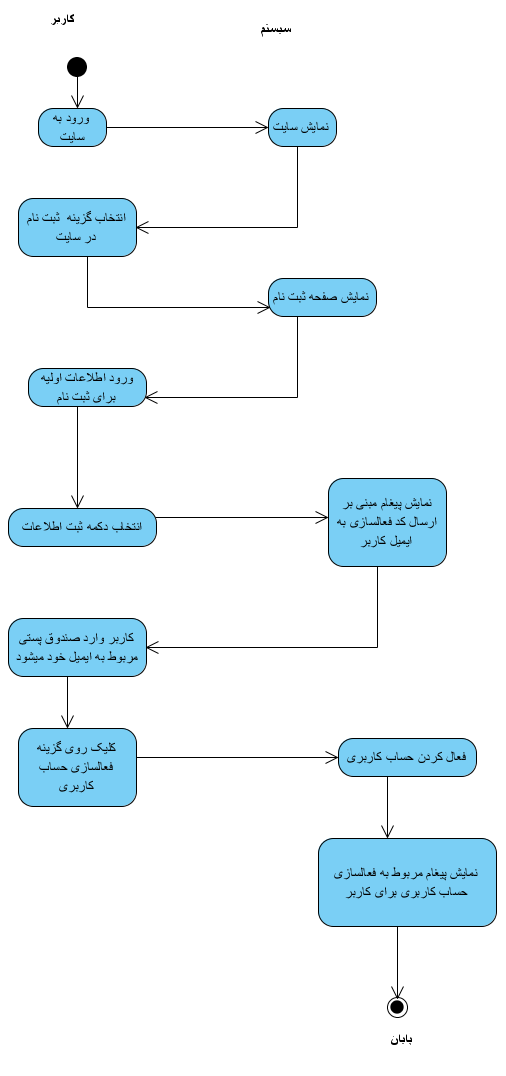 کاربر
سیستم
ورود به
سایت
نمایش سایت
انتخاب گزینه ثبت نام
در سایت
نمایش صفحه ثبت نام
ورود اطلاعات اولیه
برای ثبت نام
انتخاب دکمه ثبت اطلاعات
نمایش پیغام مبنی بر
ارسال کد فعالسازی به
ایمیل کاربر
کاربر وارد صندوق پستی
مربوط به ایمیل خود میشود
کلیک روی گزینه
فعالسازی حساب
کاربری
فعال کردن حساب کاربری
نمایش پیغام مربوط به فعالسازی
حساب کاربری برای کاربر
پایان